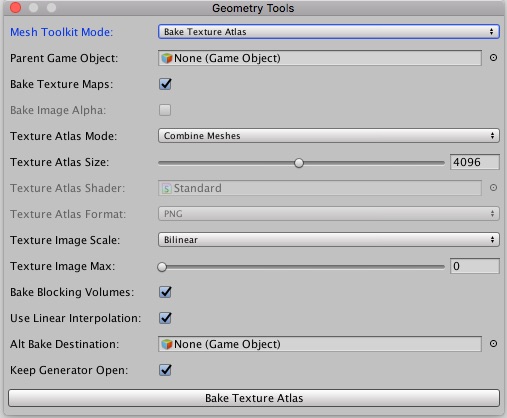 Geometry Tools
Mesh Toolkit Mode: Bake Texture Atlas
Parent Game Object: None (Game Object)
Bake Texture Maps:
Bake Image Alpha:
Texture Atlas Mode: Combine Meshes
Texture Atlas Size: 4096
Texture Atlas Shader: Standard
Texture Atlas Format: PNG
Texture Image Scale: Bilinear
Texture Image Max: 0
Bake Blocking Volumes:
Use Linear Interpolation:
Alt Bake Destination: None (Game Object)
Keep Generator Open:
Bake Texture Atlas